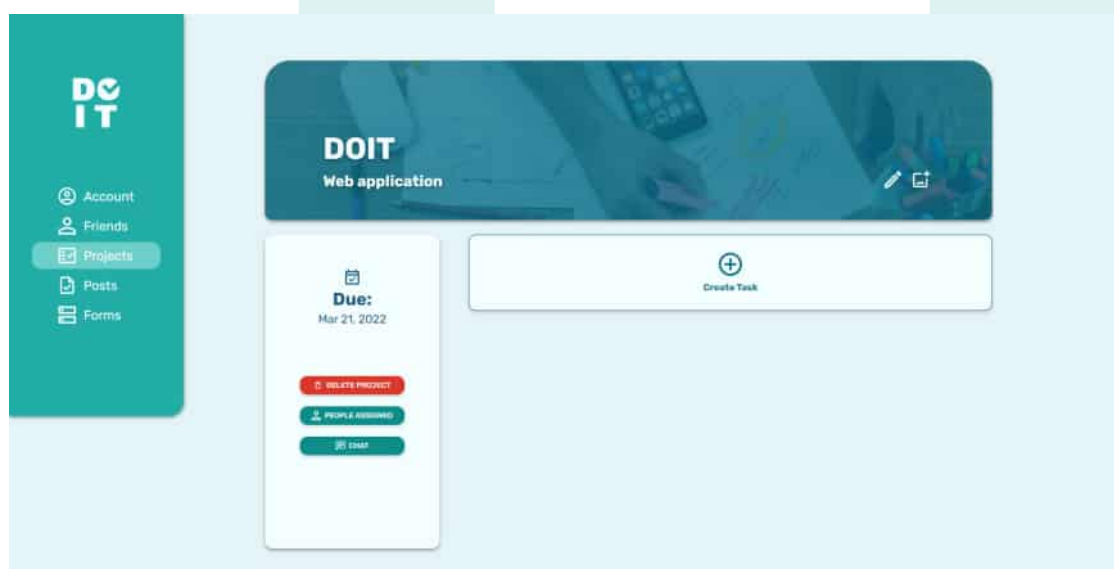 DO
IT
Account
Friends
Projects
Posts
Forms
DOIT
Web application
Due:
Mar 21, 2022
DELETE PROJECT
PEOPLE ASSIGNED
CHAT
Create Task